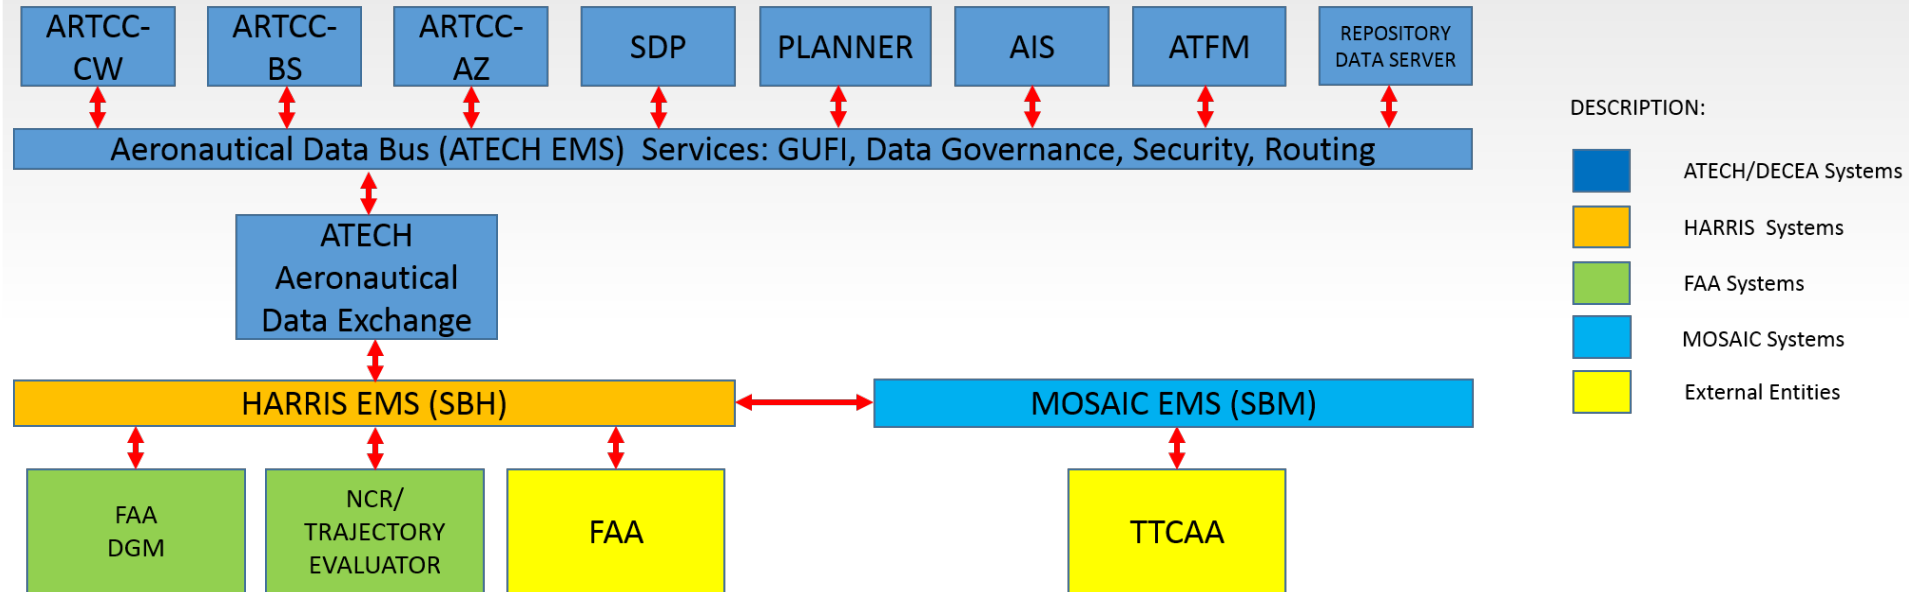 ARTCC-
CW
ARTCC-
BS
ARTCC-
AZ
SDP
PLANNER
AIS
ATFM
REPOSITORY
DATA SERVER
Aeronautical Data Bus (ATECH EMS)  Services: GUFI, Data Governance, Security, Routing
ATECH
Aeronautical
Data Exchange
HARRIS EMS (SBH)
MOSAIC EMS (SBM)
FAA
DGM
NCR/
TRAJECTORY
EVALUATOR
FAA
TTCAA
DESCRIPTION:
ATECH/DECEA Systems
HARRIS  Systems
FAA Systems
MOSAIC Systems
External Entities